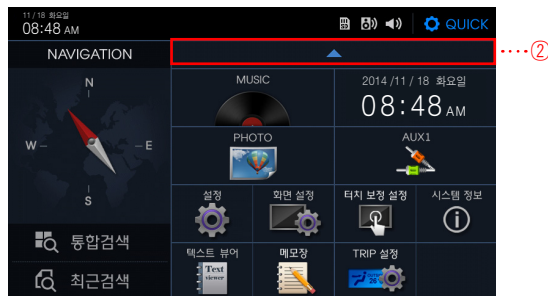 11/18 화요일
08:48 AM
QUICK
NAVIGATION
N
W
E
S
통합검색
최근검색
MUSIC
2014 / 11 / 18 화요일
08:48 AM
PHOTO
AUX1
설정
화면 설정
터치 보정 설정
시스템 정보
텍스트 뷰어
메모장
TRIP 설정
Text
viewer
26
②